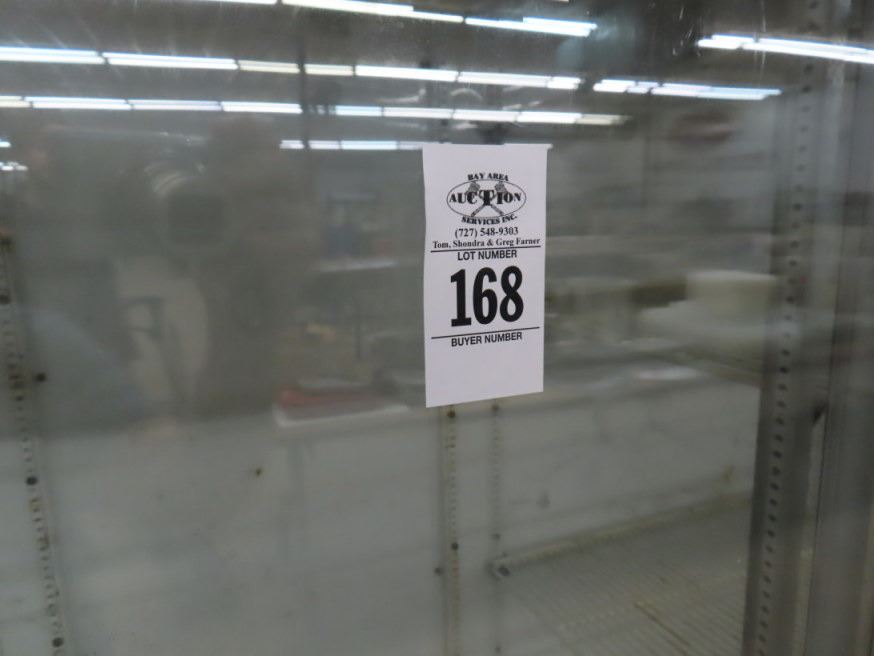 BAY AREA
AUCTION
SERVICES INC.
(727) 548-9303
Tom, Shondra & Greg Farner
LOT NUMBER
168
BUYER NUMBER